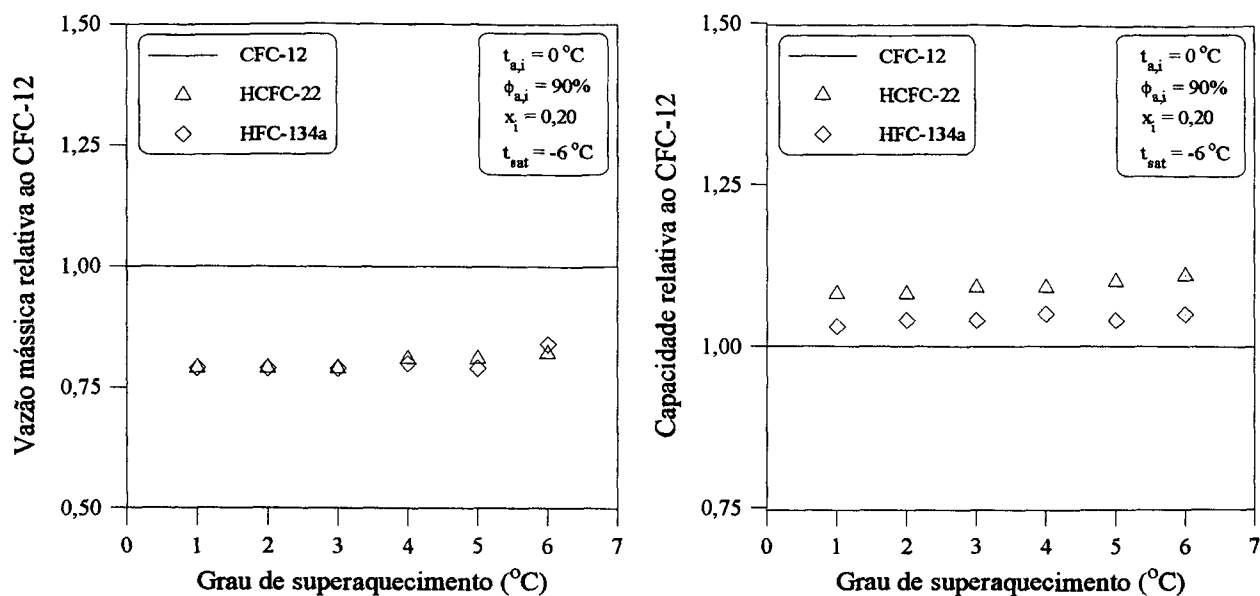 Vazão mássica relativa ao CFC-12
1,50
1,25
1,00
0,75
0,50
CFC-12
HCFC-22
HFC-134a
t_a,i = 0 °C
ϕ_a,i = 90%
x_i = 0,20
t_sat = -6 °C
0 1 2 3 4 5 6 7
Grau de superaquecimento (°C)
Capacidade relativa ao CFC-12
1,50
1,25
1,00
0,75
CFC-12
HCFC-22
HFC-134a
t_a,i = 0 °C
ϕ_a,i = 90%
x_i = 0,20
t_sat = -6 °C
0 1 2 3 4 5 6 7
Grau de superaquecimento (°C)